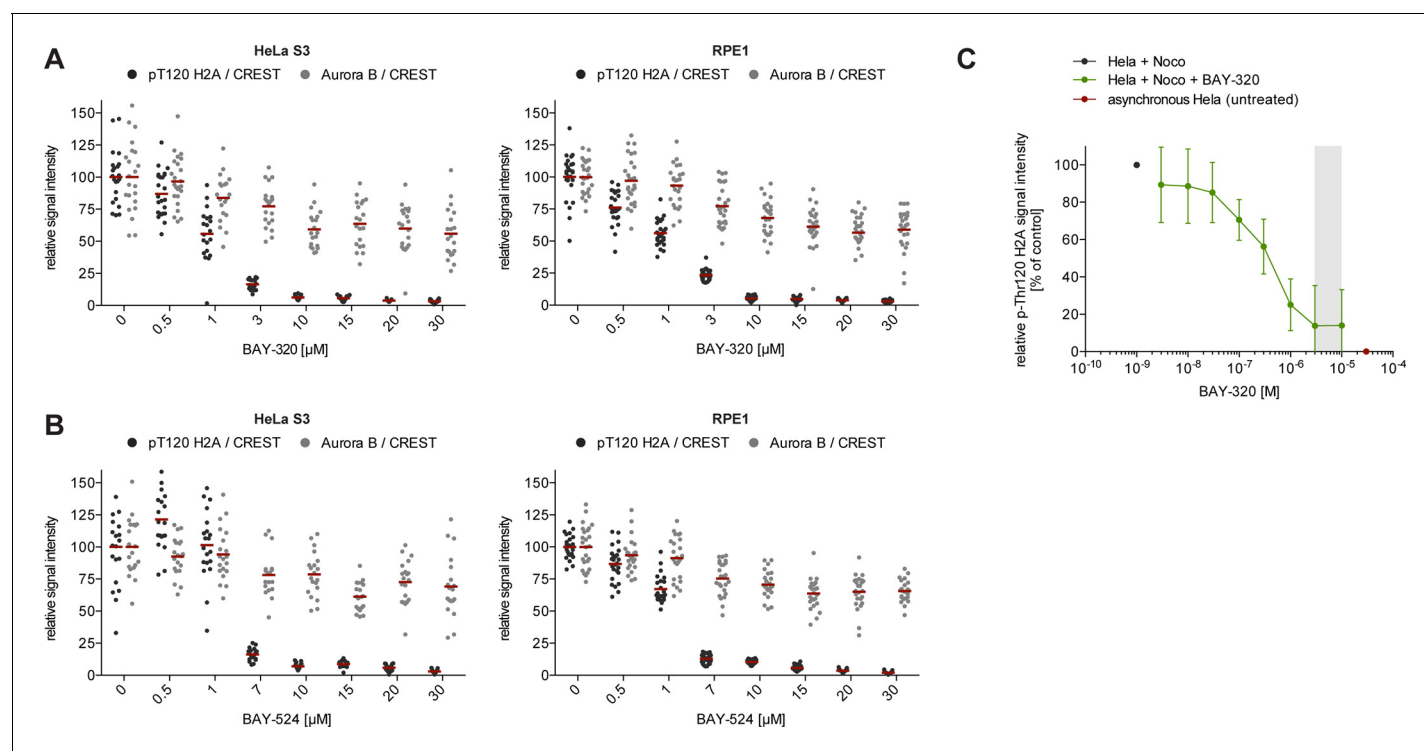 A
HeLa S3
pT120 H2A / CREST Aurora B / CREST
relative signal intensity
150
125
100
75
50
25
0
0 0.5 1 3 10 15 20 30
BAY-320 [µM]
RPE1
pT120 H2A / CREST Aurora B / CREST
relative signal intensity
150
125
100
75
50
25
0
0 0.5 1 3 10 15 20 30
BAY-320 [µM]
C
Hela + Noco
Hela + Noco + BAY-320
asynchronous Hela (untreated)
relative p-Thr120 H2A signal intensity
[% of control]
100
80
60
40
20
0
10-10 10-9 10-8 10-7 10-6 10-5 10-4
BAY-320 [M]
B
HeLa S3
pT120 H2A / CREST Aurora B / CREST
relative signal intensity
150
125
100
75
50
25
0
0 0.5 1 7 10 15 20 30
BAY-524 [µM]
RPE1
pT120 H2A / CREST Aurora B / CREST
relative signal intensity
150
125
100
75
50
25
0
0 0.5 1 7 10 15 20 30
BAY-524 [µM]